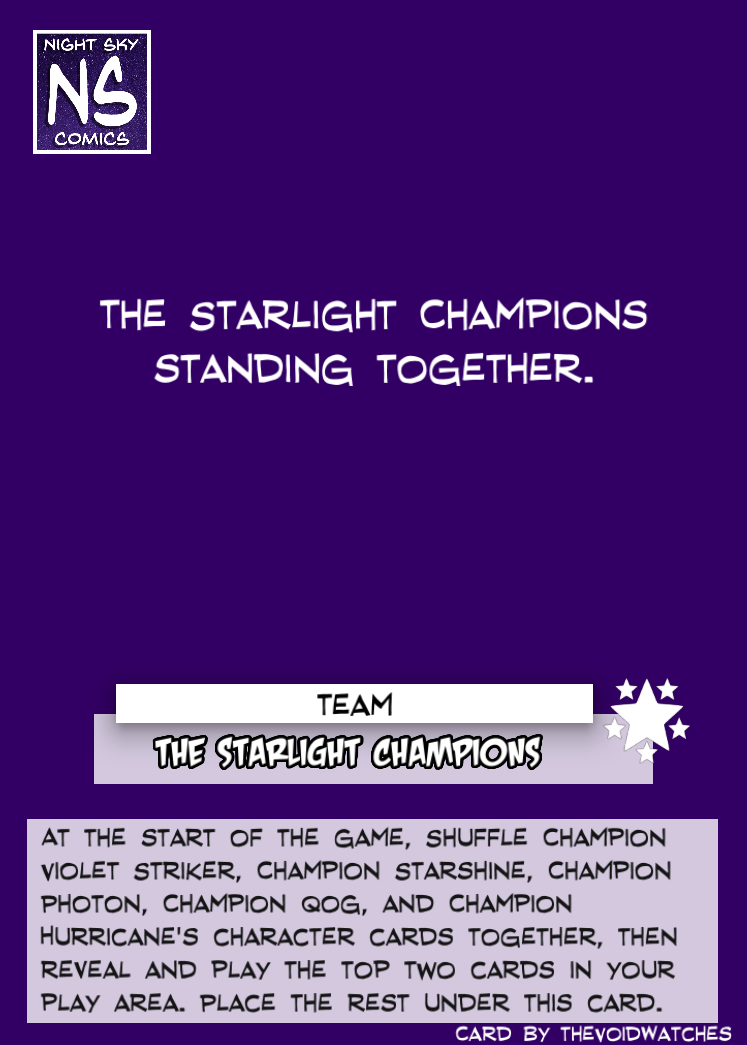 NIGHT SKY
NS
COMICS
THE STARLIGHT CHAMPIONS
STANDING TOGETHER.
TEAM
THE STARLIGHT CHAMPIONS
AT THE START OF THE GAME, SHUFFLE CHAMPION
VIOLET STRIKER, CHAMPION STARSHINE, CHAMPION
PHOTON, CHAMPION QOG, AND CHAMPION
HURRICANE'S CHARACTER CARDS TOGETHER, THEN
REVEAL AND PLAY THE TOP TWO CARDS IN YOUR
PLAY AREA. PLACE THE REST UNDER THIS CARD.
CARD BY THEVOIDWATCHES